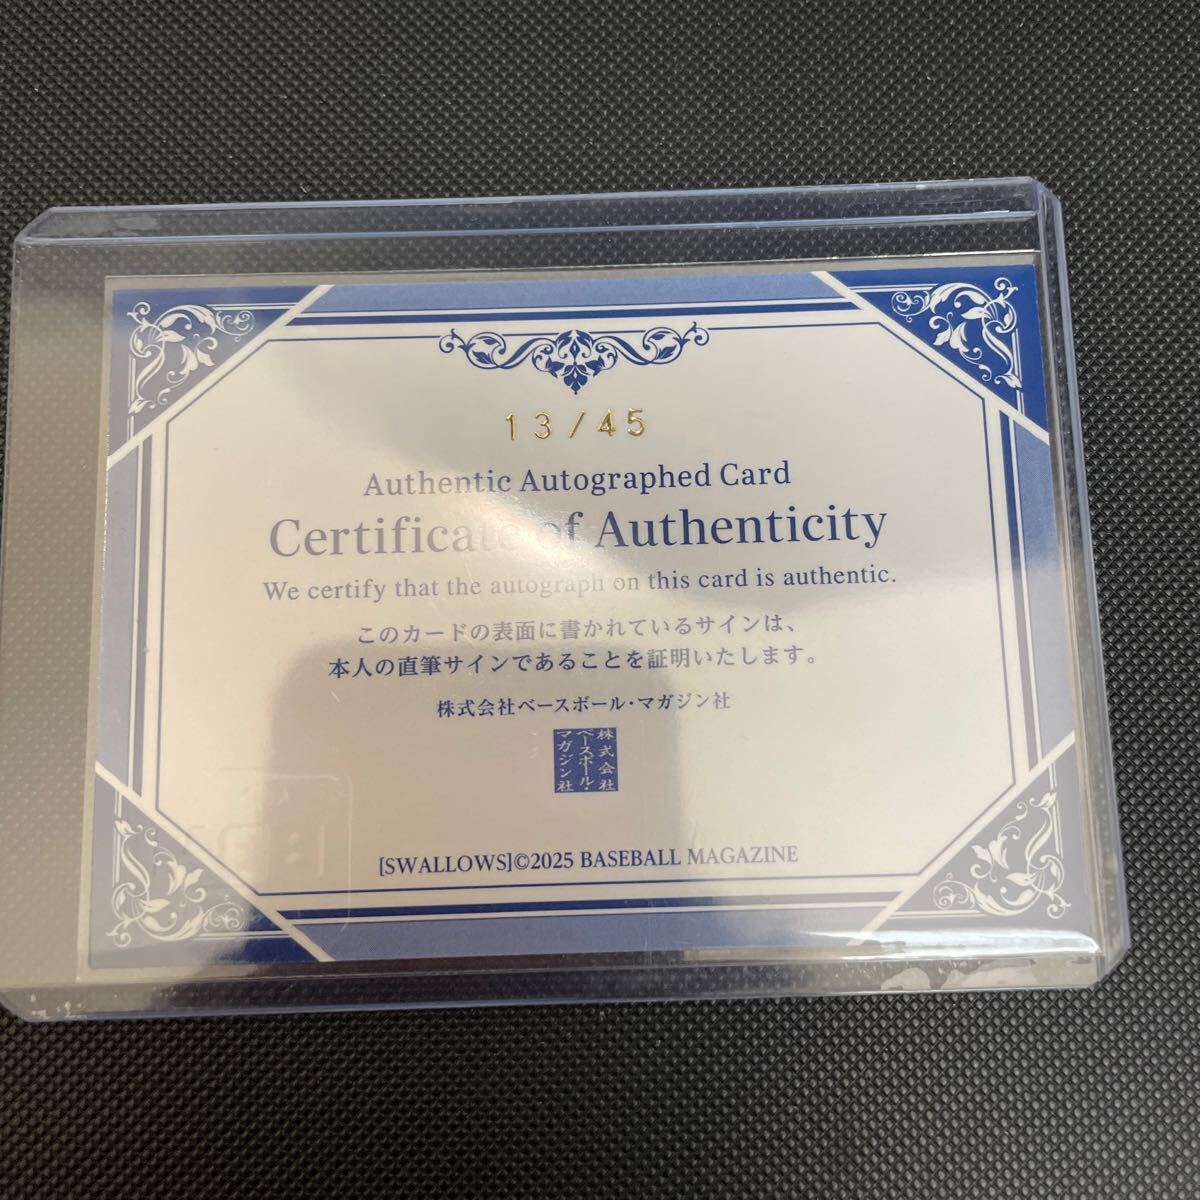 13/45
Authentic Autographed Card
Certificate of Authenticity
We certify that the autograph on this card is authentic.
このカードの表面に書かれているサインは、
本人の直筆サインであることを証明いたします。
株式会社ベースボール・マガジン社
株式会社
ベースボール・
マガジン社
[SWALLOWS]©2025 BASEBALL MAGAZINE